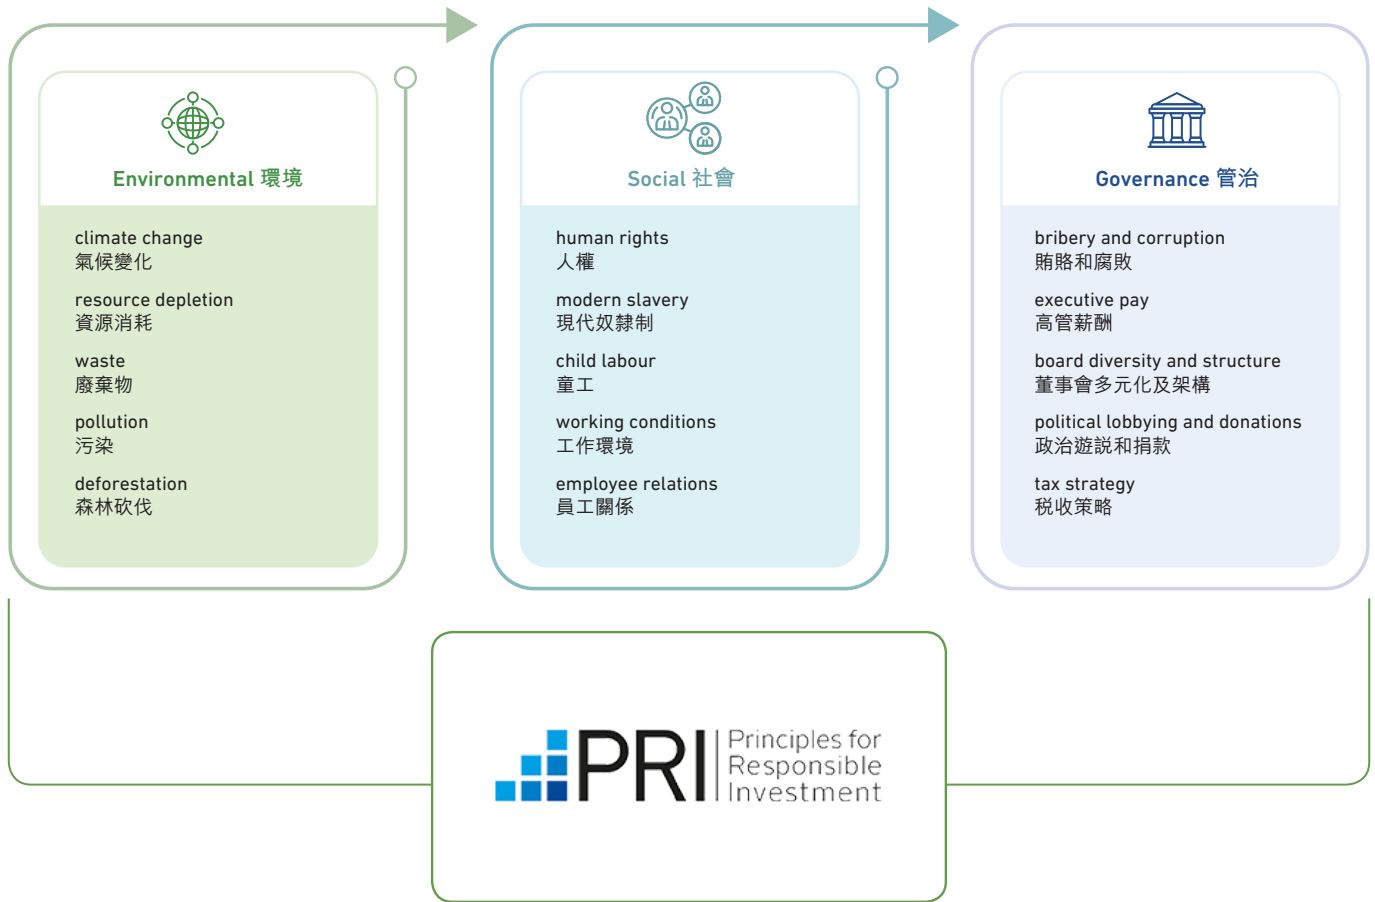 Environmental 環境
climate change
氣候變化
resource depletion
資源消耗
waste
廢棄物
pollution
污染
deforestation
森林砍伐
Social 社會
human rights
人權
modern slavery
現代奴隸制
child labour
童工
working conditions
工作環境
employee relations
員工關係
Governance 管治
bribery and corruption
賄賂和腐敗
executive pay
高管薪酬
board diversity and structure
董事會多元化及架構
political lobbying and donations
政治遊説和捐款
tax strategy
税收策略
PRI
Principles for
Responsible
Investment